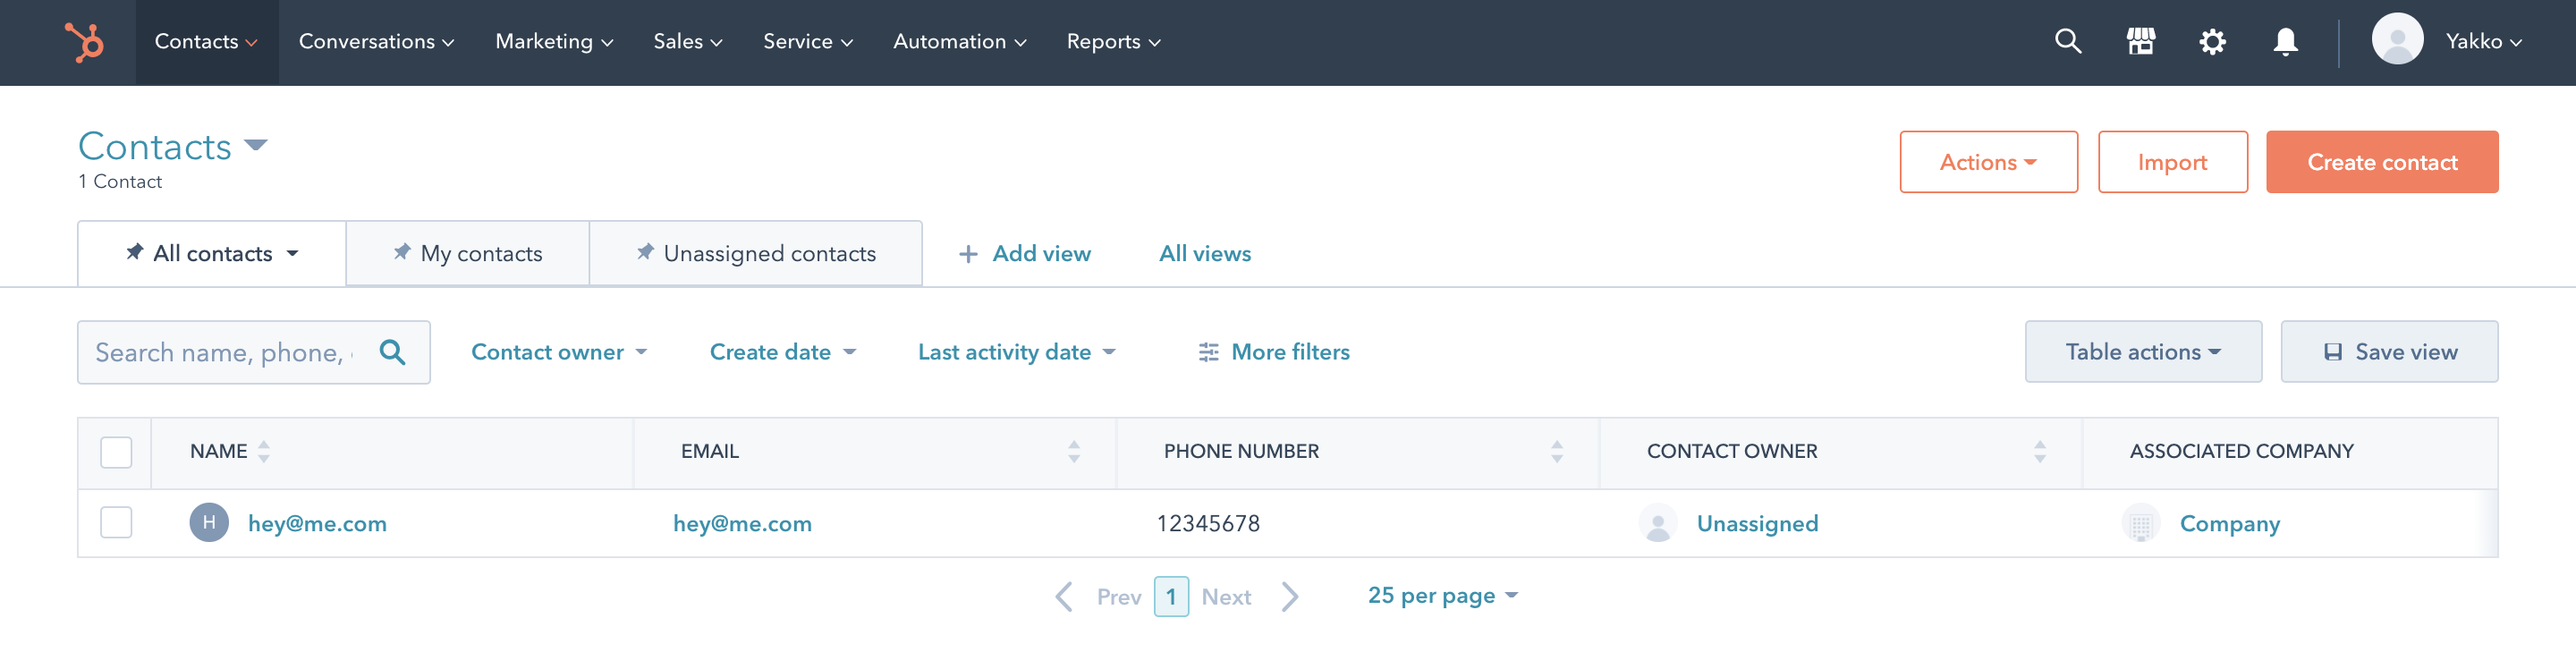 Contacts Conversations Marketing Sales Service Automation Reports Yakko
Contacts
1 Contact
Actions Import Create contact
All contacts My contacts Unassigned contacts + Add view All views
Search name, phone, Contact owner Create date Last activity date More filters Table actions Save view
NAME EMAIL PHONE NUMBER CONTACT OWNER ASSOCIATED COMPANY
H hey@me.com hey@me.com 12345678 Unassigned Company
Prev 1 Next 25 per page